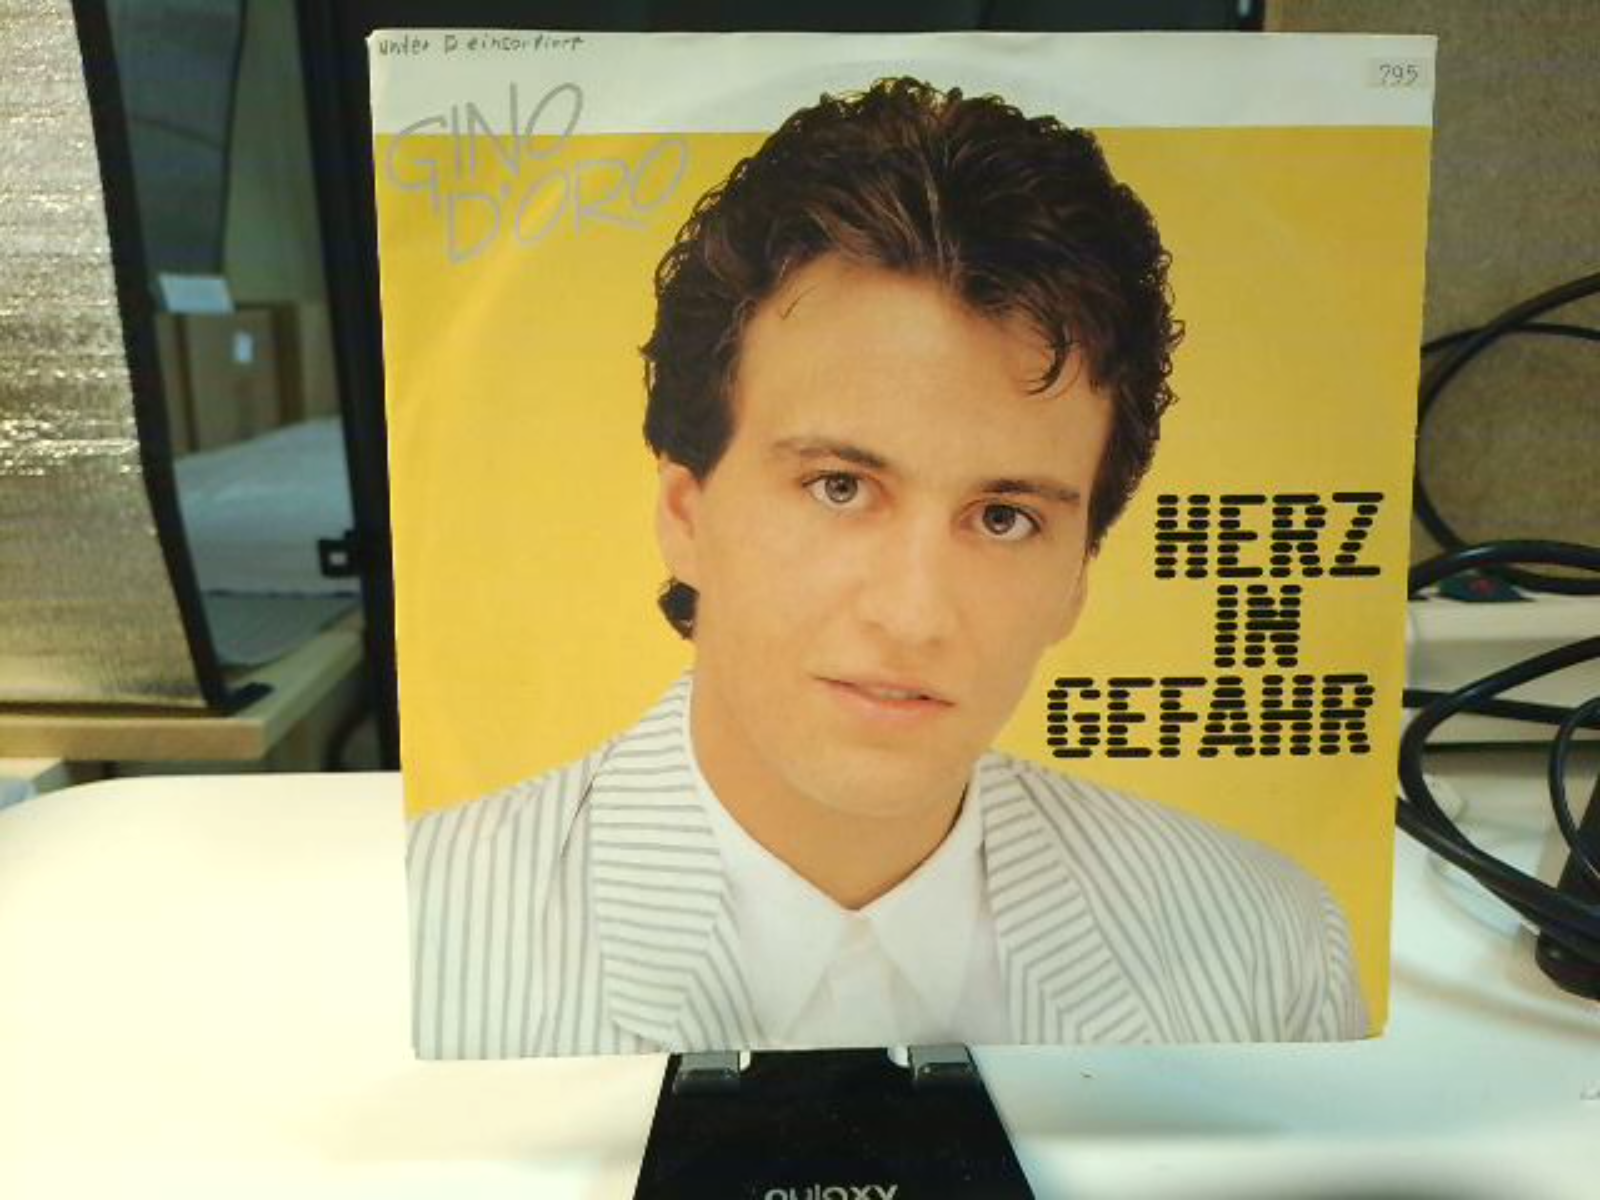 unter D einsortiert
795
GINO
D'ORO
HERZ
IN
GEFAHR